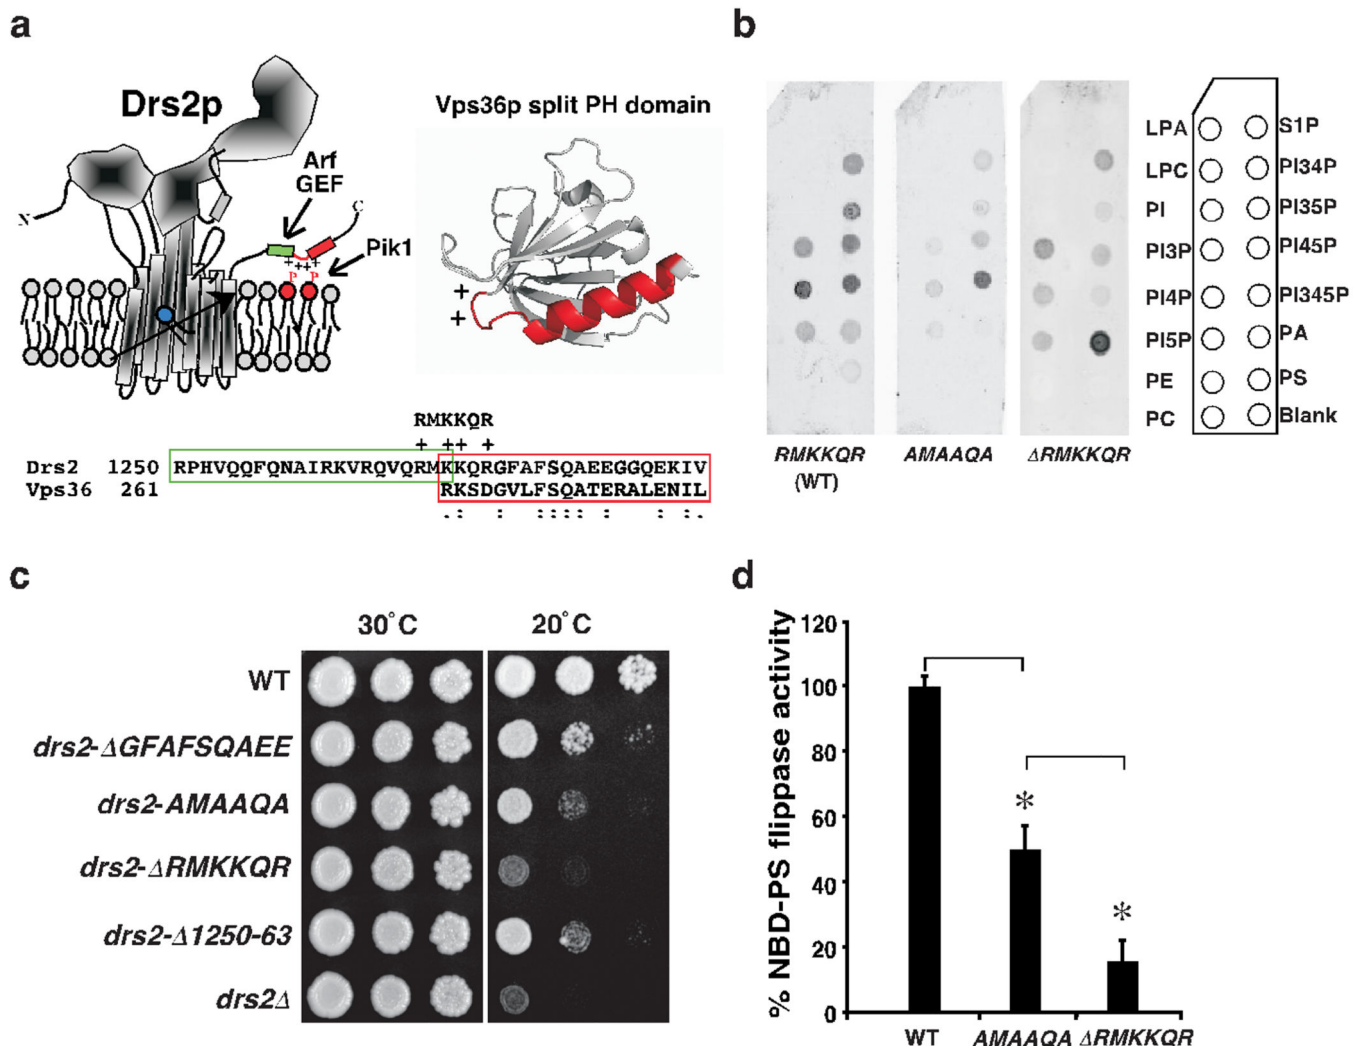 a
Drs2p
Arf
GEF
N
C
Pik1
P P
+ + + +
Vps36p split PH domain
+
+
RMKKQR
+ ++ +
Drs2 1250 RPHVQQFQNAIRKVRQVQRMKKQRGFAFSQAEEGGQEKIV
Vps36 261 RKSDGVLFSQATERALENIL
.: : :::: : : :.
b
LPA S1P
LPC PI34P
PI PI35P
PI3P PI45P
PI4P PI345P
PI5P PA
PE PS
PC Blank
RMKKQR AMAAQA ΔRMKKQR
(WT)
c
30°C 20°C
WT
drs2-ΔGFAFSQAEE
drs2-AMAAQA
drs2-ΔRMKKQR
drs2-Δ1250-63
drs2Δ
d
% NBD-PS flippase activity
120
100
80
60
40
20
0
*
*
WT AMAAQA ΔRMKKQR